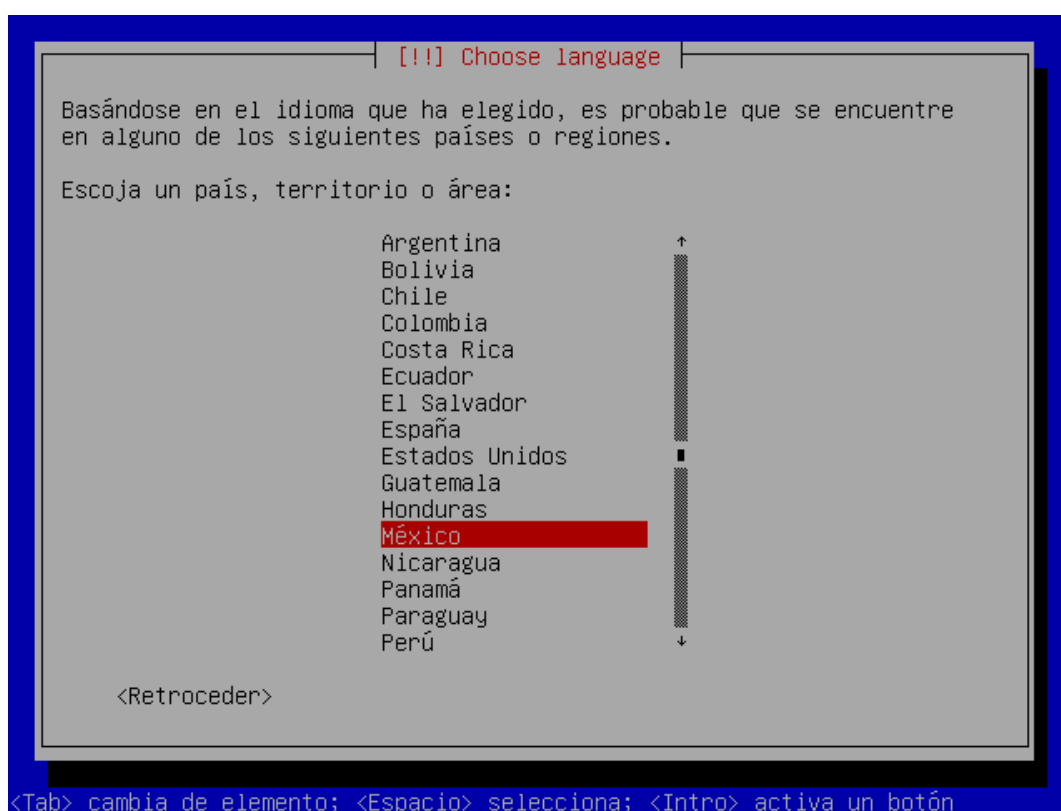 [!!] Choose language
Basándose en el idioma que ha elegido, es probable que se encuentre
en alguno de los siguientes países o regiones.
Escoja un país, territorio o área:
Argentina
Bolivia
Chile
Colombia
Costa Rica
Ecuador
El Salvador
España
Estados Unidos
Guatemala
Honduras
México
Nicaragua
Panamá
Paraguay
Perú
<Retroceder>
<Tab> cambia de elemento; <Espacio> selecciona; <Intro> activa un botón